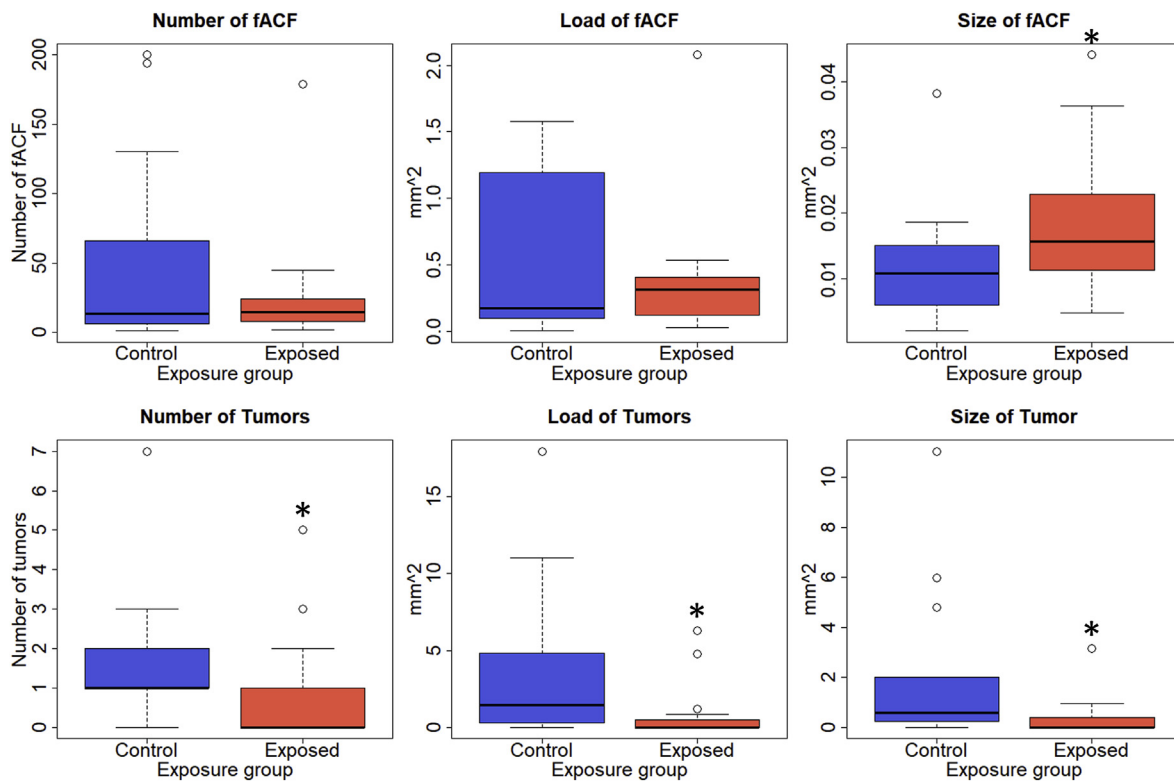 Number of fACF
Number of fACF
200
150
100
50
0
Control Exposed
Exposure group
Load of fACF
mm^2
2.0
1.5
1.0
0.5
0.0
Control Exposed
Exposure group
Size of fACF
*
mm^2
0.04
0.03
0.02
0.01
Control Exposed
Exposure group
Number of Tumors
Number of tumors
7
6
5
4
3
2
1
0
*
Control Exposed
Exposure group
Load of Tumors
mm^2
15
10
5
0
*
Control Exposed
Exposure group
Size of Tumor
mm^2
10
8
6
4
2
0
*
Control Exposed
Exposure group